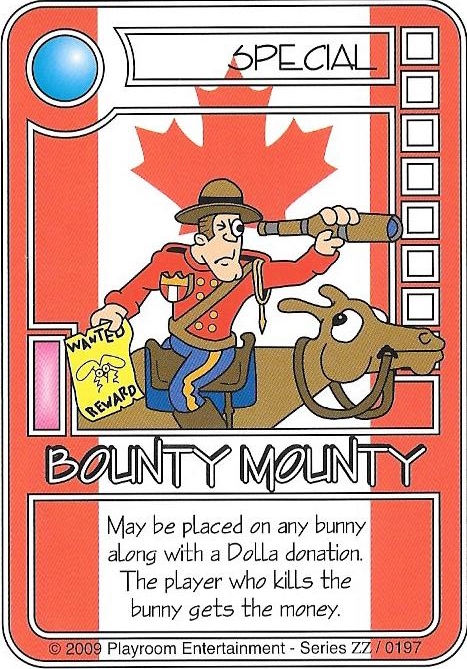 SPECIAL
WANTED
REWARD
BOUNTY MOUNTY
May be placed on any bunny
along with a Dolla donation.
The player who kills the
bunny gets the money.
© 2009 Playroom Entertainment - Series ZZ / 0197